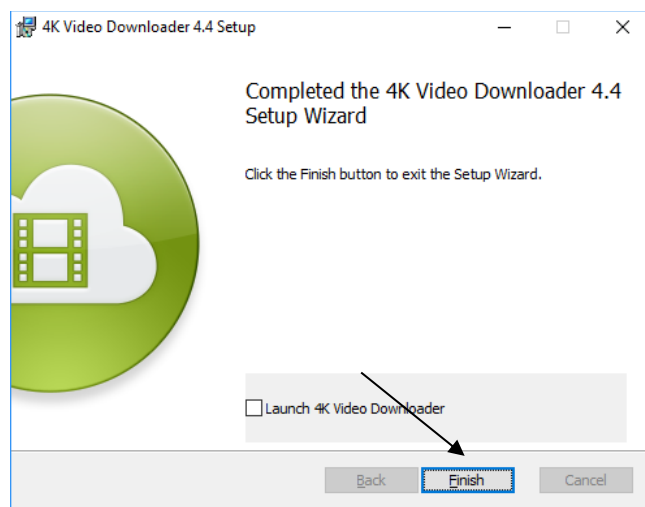 4K Video Downloader 4.4 Setup
Completed the 4K Video Downloader 4.4
Setup Wizard
Click the Finish button to exit the Setup Wizard.
Launch 4K Video Downloader
Back
Finish
Cancel